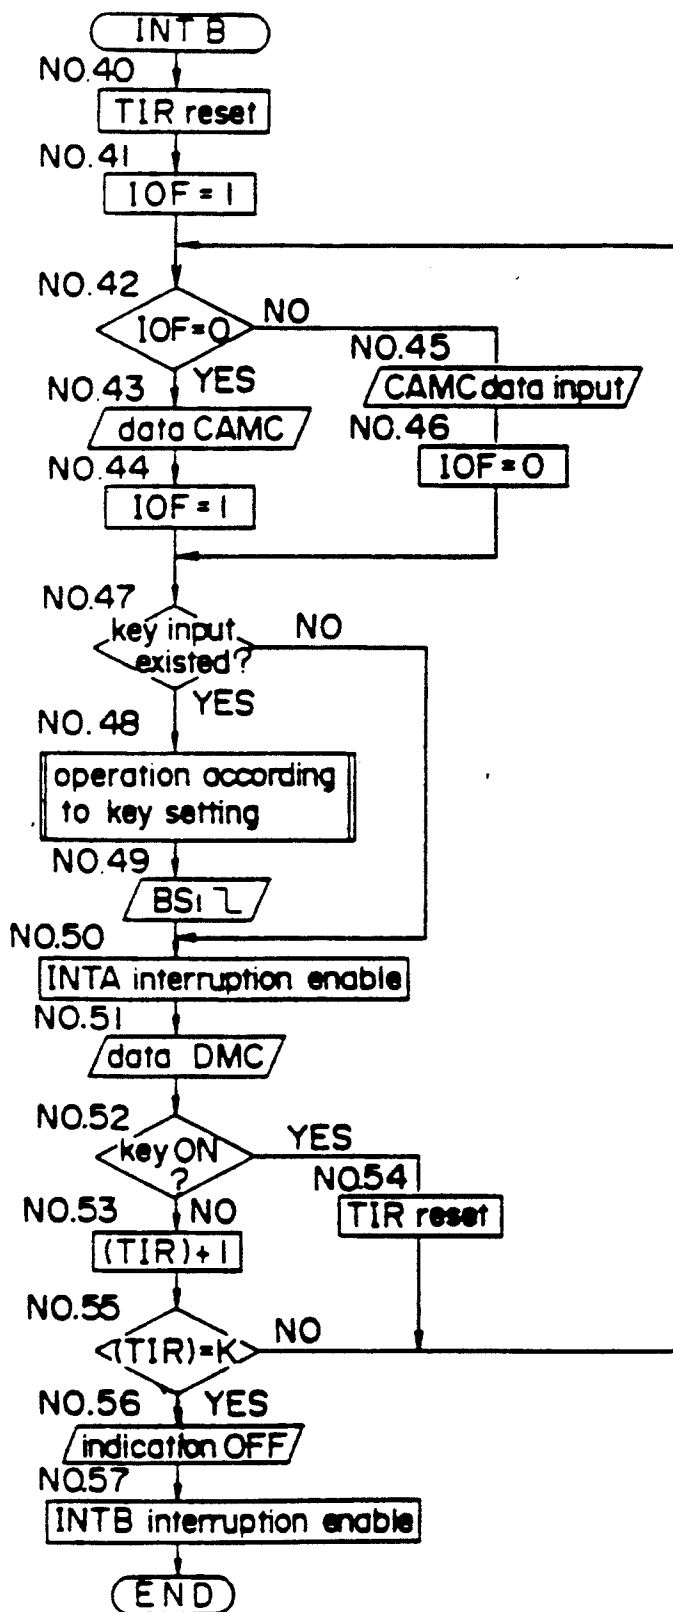 INT B
NO.40
TIR reset
NO.41
IOF = 1
NO.42
IOF=0
NO
YES
NO.43
data CAMC
NO.44
IOF = 1
NO.45
CAMC data input
NO.46
IOF = 0
NO.47
key input
existed?
NO
YES
NO.48
operation according
to key setting
NO.49
BS1
NO.50
INTA interruption enable
NO.51
data DMC
NO.52
key ON
?
YES
NO
NO.54
TIR reset
NO.53
(TIR)+1
NO.55
(TIR)=K
NO
YES
NO.56
indication OFF
NO.57
INTB interruption enable
END